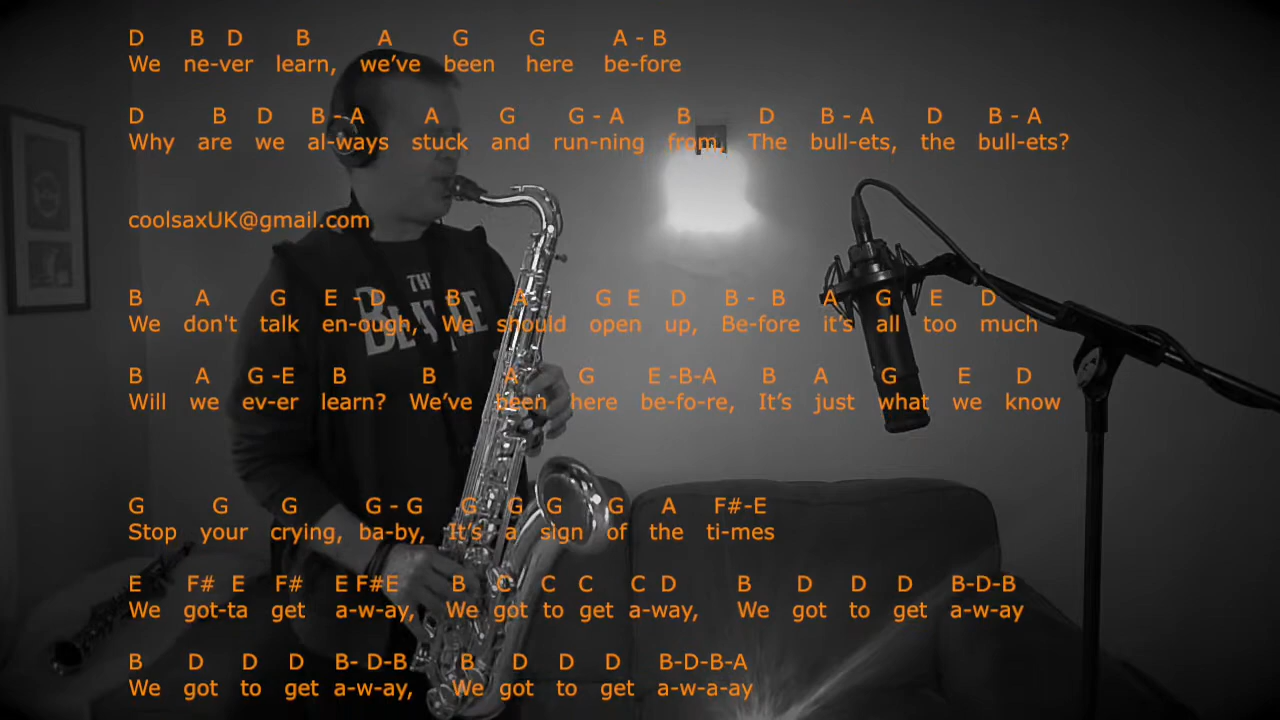 D B D B A G G A - B
We ne-ver learn, we've been here be-fore
D B D B - A A G G - A B D B - A D B - A
Why are we al-ways stuck and run-ning from, The bull-ets, the bull-ets?
coolsaxUK@gmail.com
B A G E - D B A G E D B - B A G E D
We don't talk en-ough, We should open up, Be-fore it's all too much
THE
BEATLE
B A G -E B B A G E -B-A B A G E D
Will we ev-er learn? We've been here be-fo-re, It's just what we know
G G G G - G G G G G A F#-E
Stop your crying, ba-by, It's a sign of the ti-mes
E F# E F# E F#E B C C C C D B D D D B-D-B
We got-ta get a-w-ay, We got to get a-way, We got to get a-w-ay
B D D D B- D-B, B D D D B-D-B-A
We got to get a-w-ay, We got to get a-w-a-ay